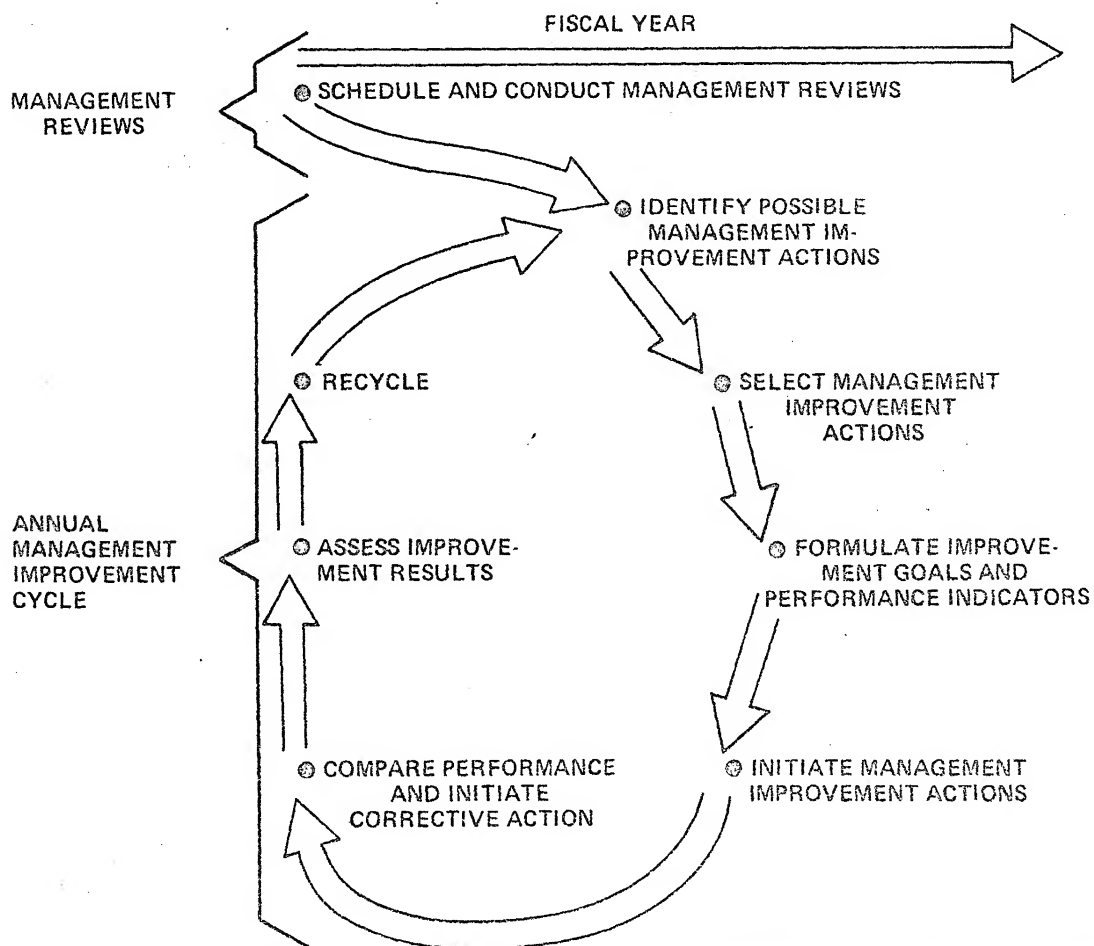 FISCAL YEAR
MANAGEMENT
REVIEWS
SCHEDULE AND CONDUCT MANAGEMENT REVIEWS
IDENTIFY POSSIBLE
MANAGEMENT IM-
PROVEMENT ACTIONS
RECYCLE
SELECT MANAGEMENT
IMPROVEMENT
ACTIONS
ANNUAL
MANAGEMENT
IMPROVEMENT
CYCLE
ASSESS IMPROVE-
MENT RESULTS
FORMULATE IMPROVE-
MENT GOALS AND
PERFORMANCE INDICATORS
COMPARE PERFORMANCE
AND INITIATE
CORRECTIVE ACTION
INITIATE MANAGEMENT
IMPROVEMENT ACTIONS